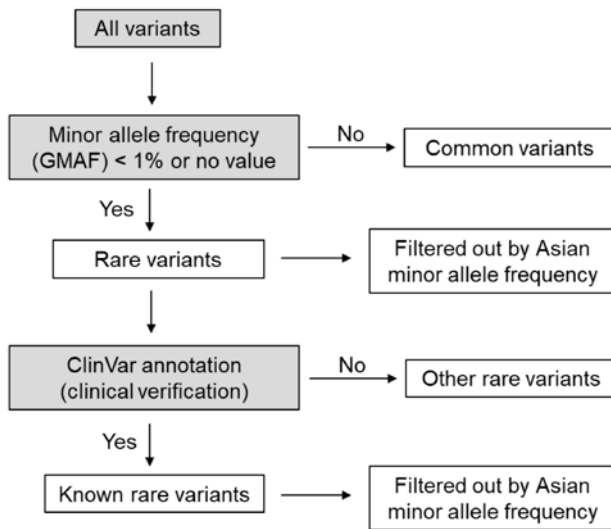 All variants
Minor allele frequency
(GMAF) < 1% or no value
No
Common variants
Yes
Rare variants
Filtered out by Asian
minor allele frequency
ClinVar annotation
(clinical verification)
No
Other rare variants
Yes
Known rare variants
Filtered out by Asian
minor allele frequency